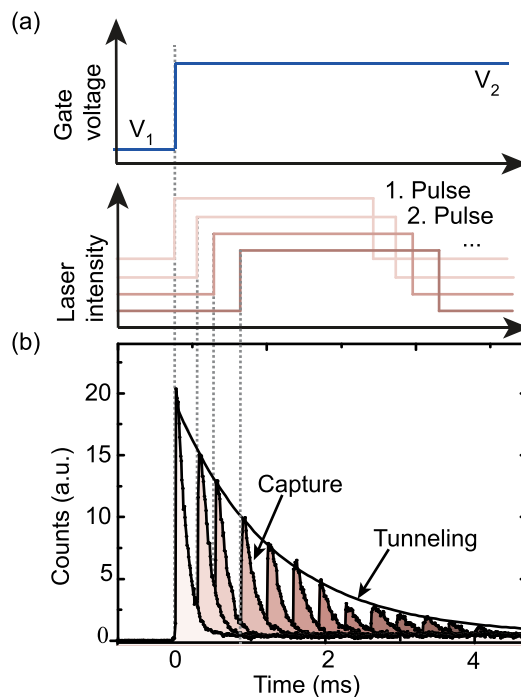 (a)
Gate
voltage
V1
V2
Laser
intensity
1. Pulse
2. Pulse
...
(b)
Counts (a.u.)
20
15
10
5
0
Capture
Tunneling
0
2
4
Time (ms)